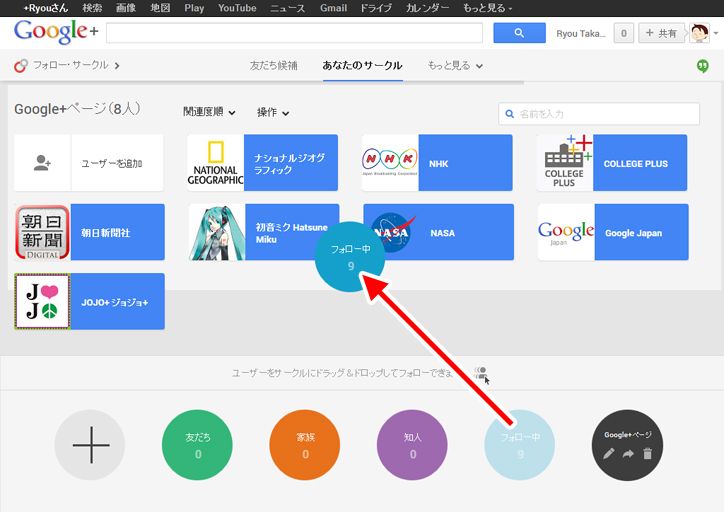 +Ryouさん 検索 画像 地図 Play YouTube ニュース Gmail ドライブ カレンダー もっと見る
Google+
Ryou Taka... 0 + 共有
フォロー・サークル 友だち候補 あなたのサークル もっと見る
Google+ページ（8人） 関連度順 操作 名前を入力
ユーザーを追加
NATIONAL
GEOGRAPHIC
ナショナルジオグ
ラフィック
NHK
Japan Broadcasting Corporation
NHK
COLLEGE
PLUS
COLLEGE PLUS
朝日
新聞
DIGITAL
朝日新聞社
初音ミク Hatsune
Miku
NASA
NASA
Google
Japan
Google Japan
フォロー中
9
J
J
JOJO+ ジョジョ+
ユーザーをサークルにドラッグ＆ドロップしてフォローできま
友だち
0
家族
0
知人
0
フォロー中
9
Google+ページ